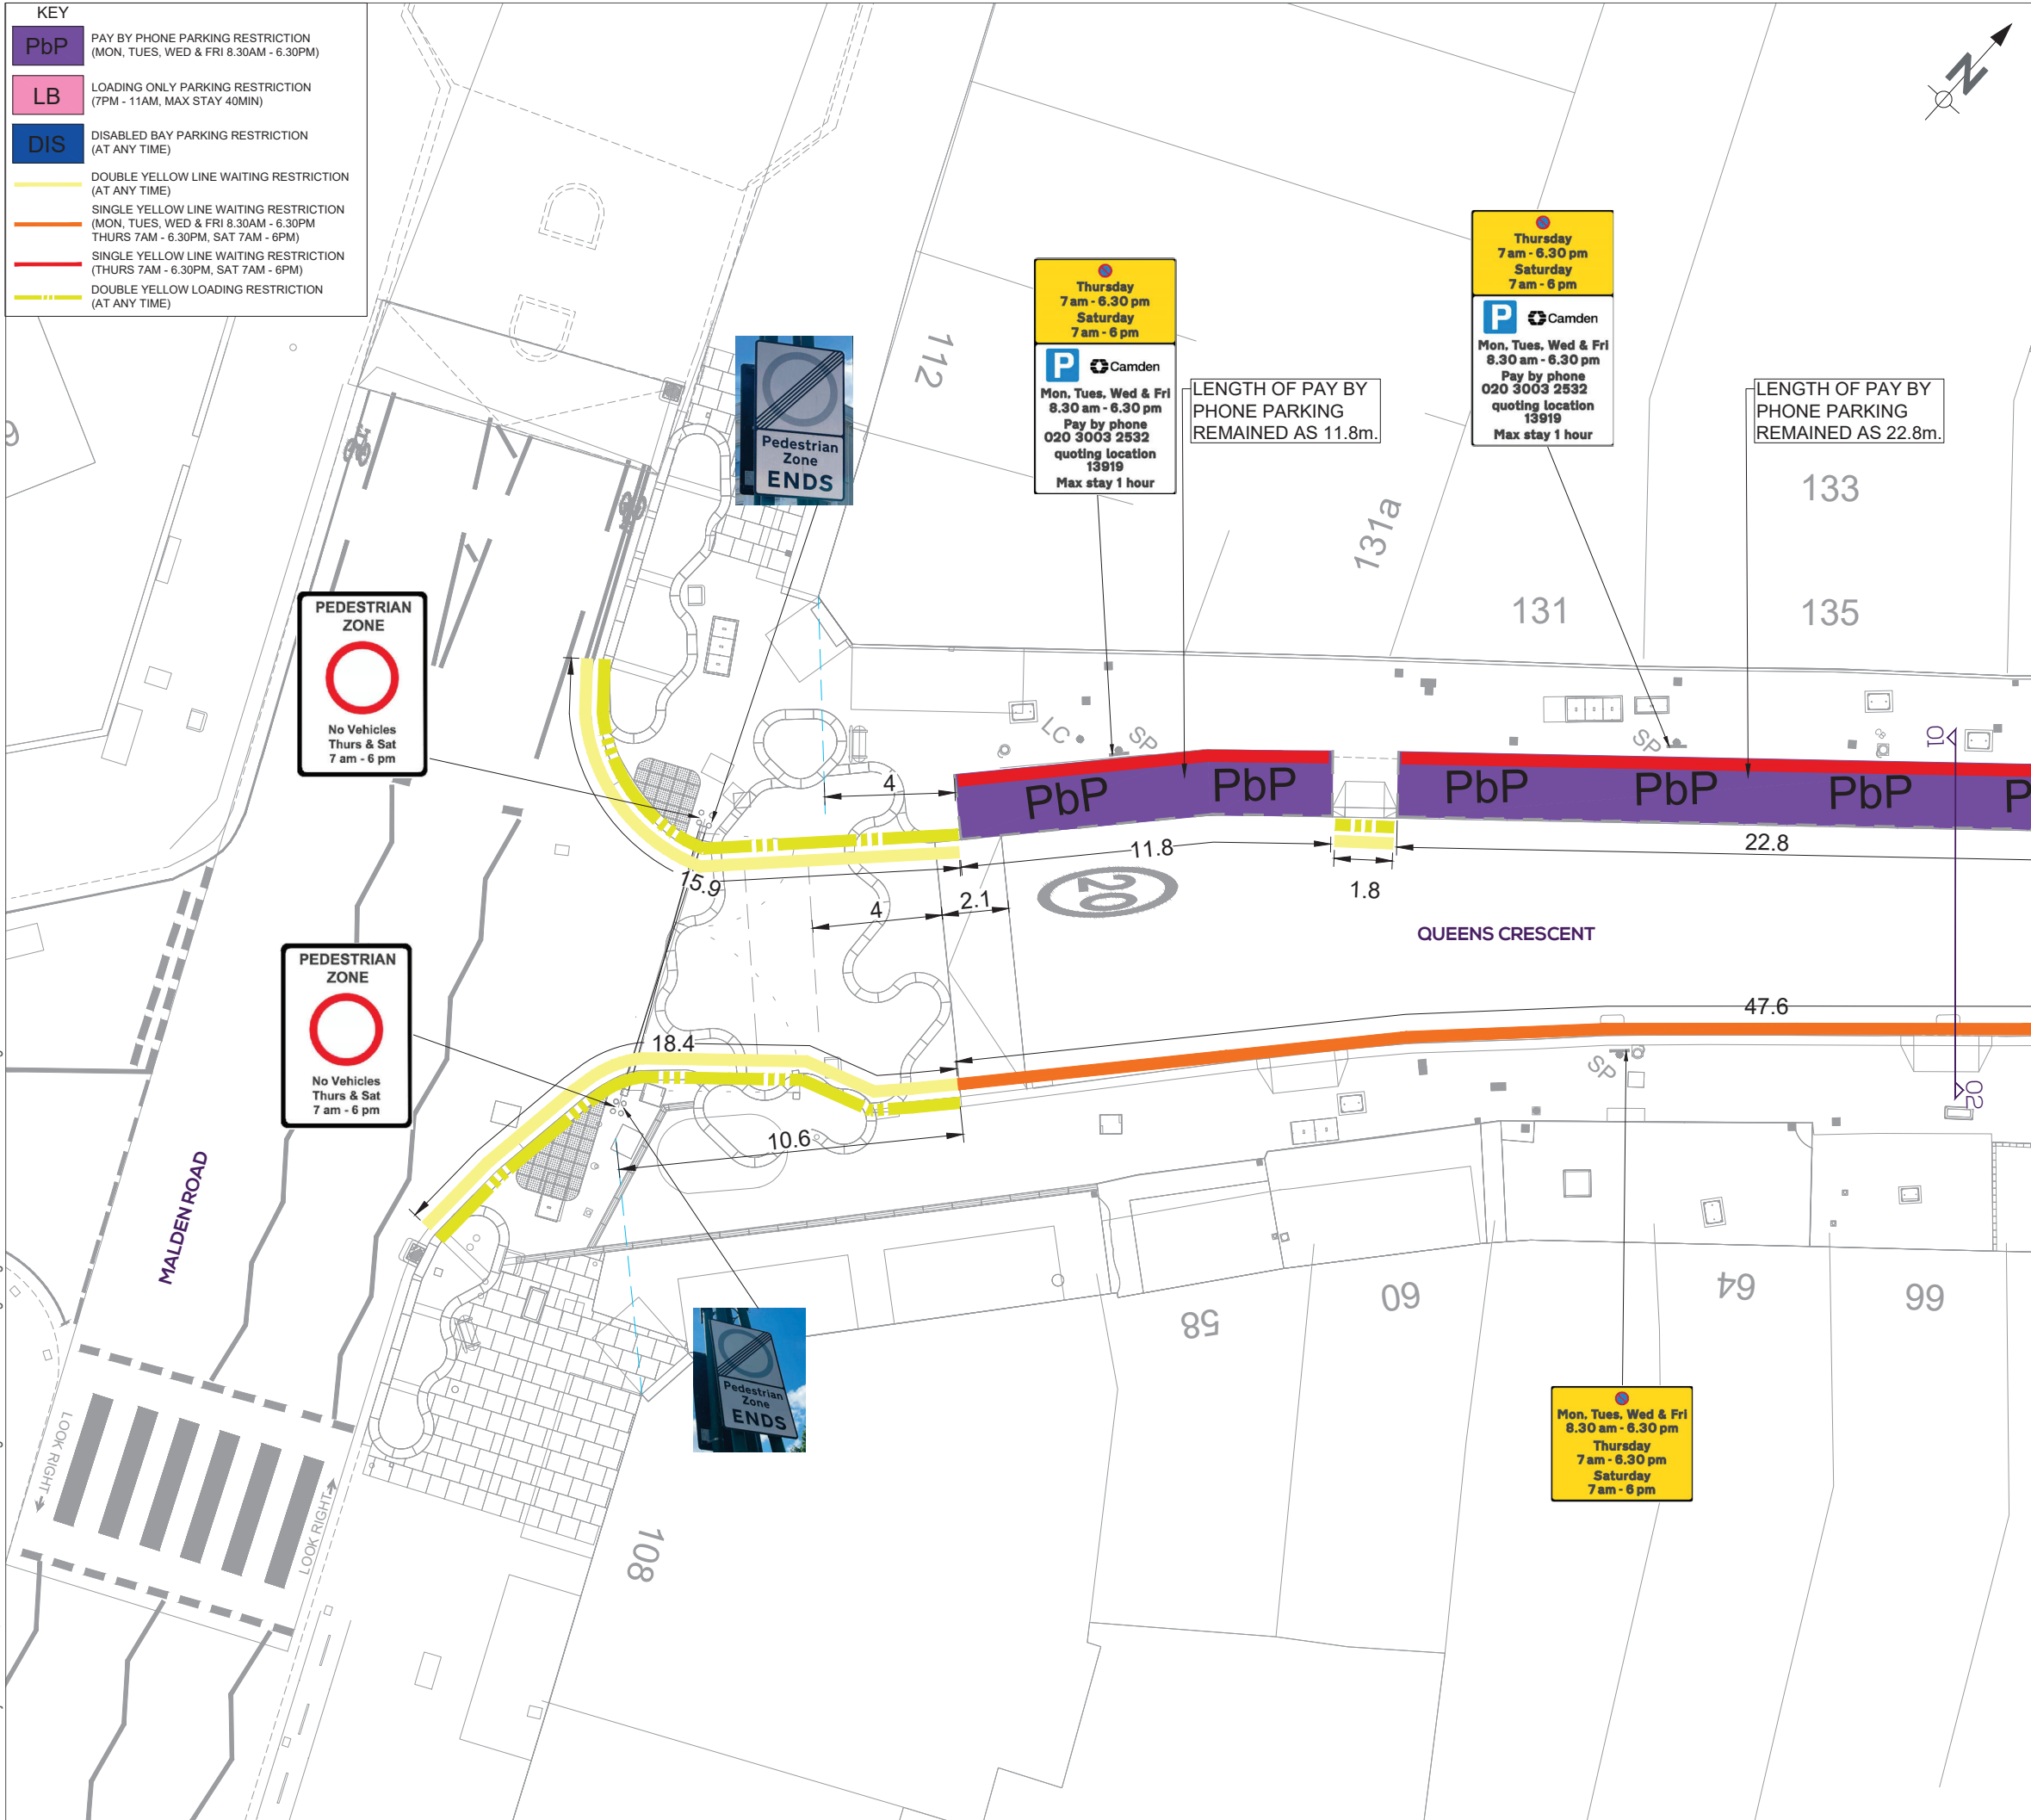 KEY
PbP
PAY BY PHONE PARKING RESTRICTION
(MON, TUES, WED & FRI 8.30AM - 6.30PM)
LB
LOADING ONLY PARKING RESTRICTION
(7PM - 11AM, MAX STAY 40MIN)
DIS
DISABLED BAY PARKING RESTRICTION
(AT ANY TIME)
DOUBLE YELLOW LINE WAITING RESTRICTION
(AT ANY TIME)
SINGLE YELLOW LINE WAITING RESTRICTION
(MON, TUES, WED & FRI 8.30AM - 6.30PM
THURS 7AM - 6.30PM, SAT 7AM - 6PM)
SINGLE YELLOW LINE WAITING RESTRICTION
(THURS 7AM - 6.30PM, SAT 7AM - 6PM)
DOUBLE YELLOW LOADING RESTRICTION
(AT ANY TIME)
N
Thursday
7 am - 6.30 pm
Saturday
7 am - 6 pm
P Camden
Mon, Tues, Wed & Fri
8.30 am - 6.30 pm
Pay by phone
020 3003 2532
quoting location
13919
Max stay 1 hour
Thursday
7 am - 6.30 pm
Saturday
7 am - 6 pm
P Camden
Mon, Tues, Wed & Fri
8.30 am - 6.30 pm
Pay by phone
020 3003 2532
quoting location
13919
Max stay 1 hour
LENGTH OF PAY BY
PHONE PARKING
REMAINED AS 11.8m.
LENGTH OF PAY BY
PHONE PARKING
REMAINED AS 22.8m.
112
Pedestrian
Zone
ENDS
131a
131
133
135
PEDESTRIAN
ZONE
No Vehicles
Thurs & Sat
7 am - 6 pm
LC
SP
SP
01
4
PbP
PbP
PbP
PbP
PbP
P
11.8
22.8
15.9
1.8
4
2.1
20
QUEENS CRESCENT
PEDESTRIAN
ZONE
No Vehicles
Thurs & Sat
7 am - 6 pm
47.6
18.4
SP
02
10.6
MALDEN ROAD
58
60
64
66
Pedestrian
Zone
ENDS
Mon, Tues, Wed & Fri
8.30 am - 6.30 pm
Thursday
7 am - 6.30 pm
Saturday
7 am - 6 pm
LOOK RIGHT
LOOK RIGHT
108